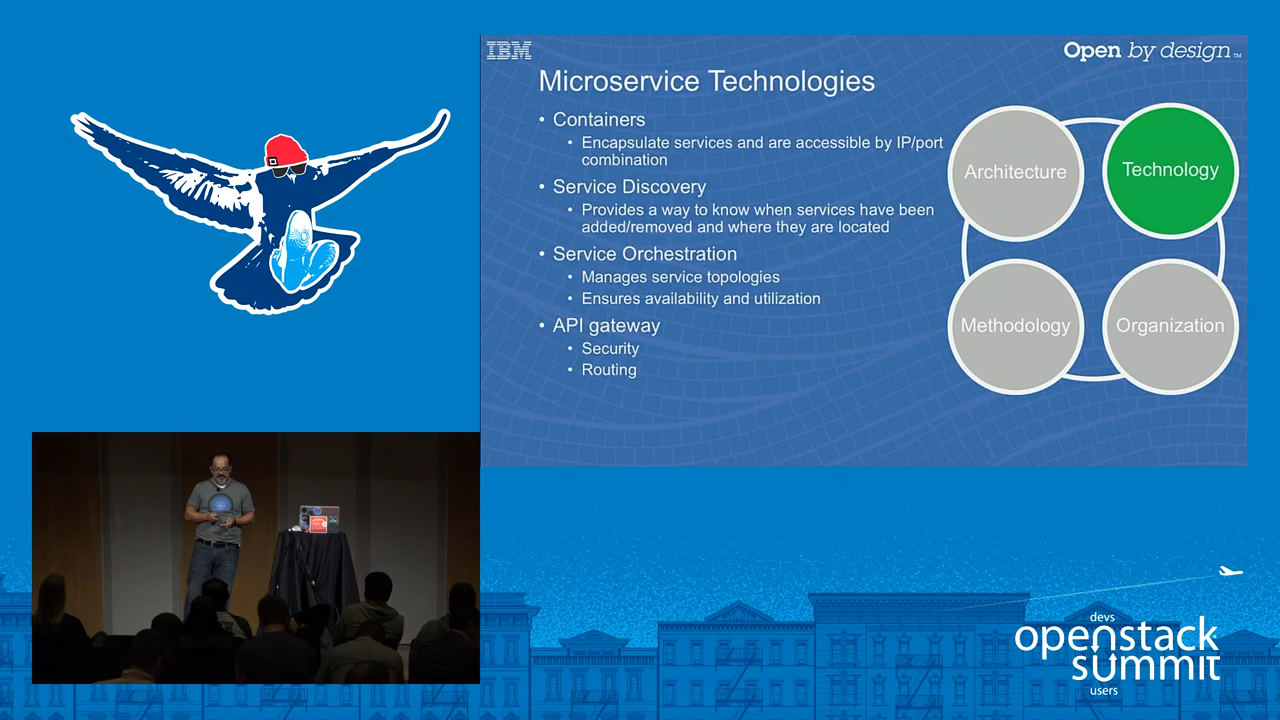 IBM
Open by design™
Microservice Technologies
• Containers
• Encapsulate services and are accessible by IP/port
combination
• Service Discovery
• Provides a way to know when services have been
added/removed and where they are located
• Service Orchestration
• Manages service topologies
• Ensures availability and utilization
• API gateway
• Security
• Routing
Architecture
Technology
Methodology
Organization
devs
openstack
summit
users